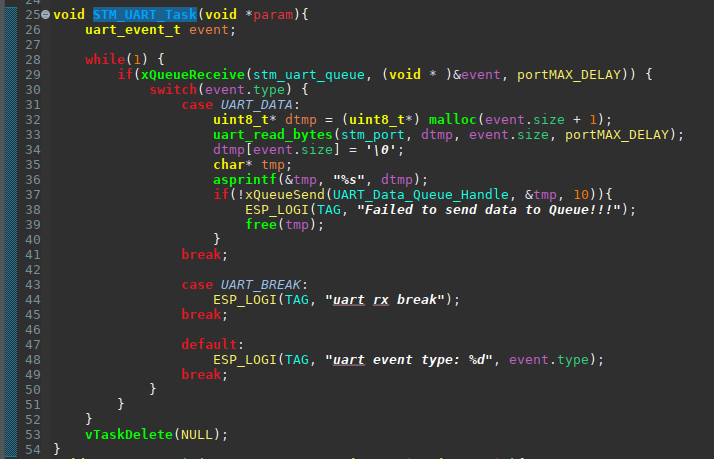 25 void STM_UART_Task(void *param){
26     uart_event_t event;
27
28     while(1) {
29         if(xQueueReceive(stm_uart_queue, (void * )&event, portMAX_DELAY)) {
30             switch(event.type) {
31                 case UART_DATA:
32                     uint8_t* dtmp = (uint8_t*) malloc(event.size + 1);
33                     uart_read_bytes(stm_port, dtmp, event.size, portMAX_DELAY);
34                     dtmp[event.size] = '\0';
35                     char* tmp;
36                     asprintf(&tmp, "%s", dtmp);
37                     if(!xQueueSend(UART_Data_Queue_Handle, &tmp, 10)){
38                         ESP_LOGI(TAG, "Failed to send data to Queue!!!");
39                         free(tmp);
40                     }
41                 break;
42
43                 case UART_BREAK:
44                     ESP_LOGI(TAG, "uart rx break");
45                 break;
46
47                 default:
48                     ESP_LOGI(TAG, "uart event type: %d", event.type);
49                 break;
50             }
51         }
52     }
53     vTaskDelete(NULL);
54 }